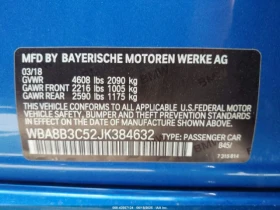 MFD BY BAYERISCHE MOTOREN WERKE AG
03/18
GVWR 4608 lbs 2090 kg
GAWR FRONT 2216 lbs 1005 kg
GAWR REAR 2590 lbs 1175 kg
THIS VEHICLE CONFORMS TO ALL APPLICABLE
U.S. FEDERAL MOTOR VEHICLE SAFETY,
BUMPER, AND THEFT PREVENTION STANDARDS
IN EFFECT ON THE DATE OF
MANUFACTURE SHOWN ABOVE.
WBA8B3C52JK384632
TYPE: PASSENGER CAR
B45/